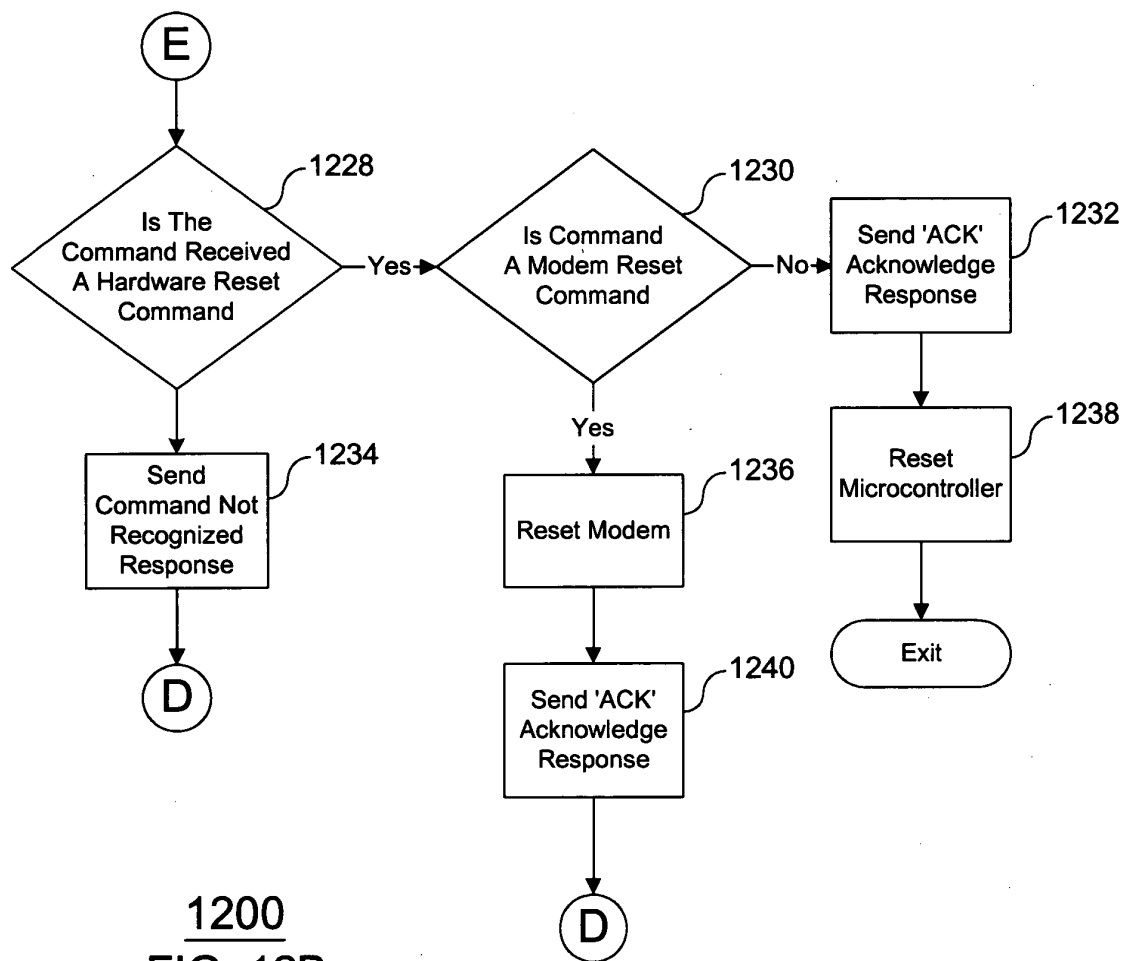 E
1228
Is The
Command Received
A Hardware Reset
Command
Yes
1230
Is Command
A Modem Reset
Command
No
1232
Send 'ACK'
Acknowledge
Response
1238
Reset
Microcontroller
Exit
1234
Send
Command Not
Recognized
Response
D
Yes
1236
Reset Modem
1240
Send 'ACK'
Acknowledge
Response
D
1200